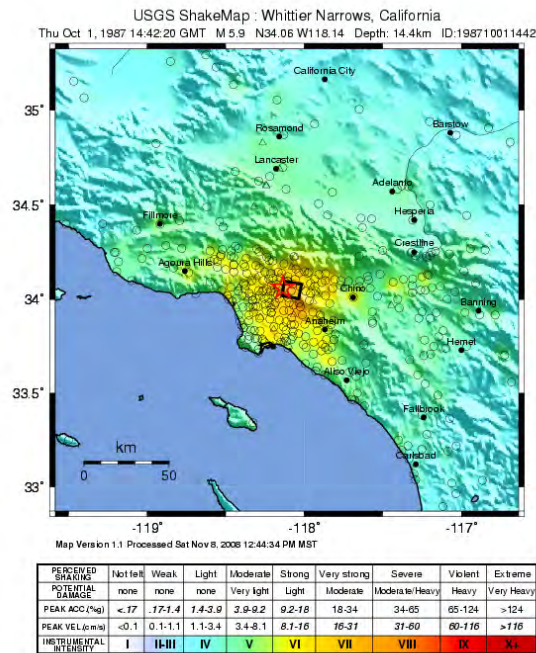 USGS ShakeMap : Whittier Narrows, California
Thu Oct 1, 1987 14:42:20 GMT M 5.9 N34.06 W118.14 Depth: 14.4km ID:198710011442
California City
35°
Rosamond
Barstow
Lancaster
Adelanto
34.5°
Hesperia
Fillmore
Crestline
Agoura Hills
34°
Chino
Banning
Anaheim
Hemet
Aliso Viejo
33.5°
Fallbrook
km
Carlsbad
0 50
33°
-119° -118° -117°
Map Version 1.1 Processed Sat Nov 8, 2008 12:44:34 PM MST
PERCEIVED SHAKING Not felt Weak Light Moderate Strong Very strong Severe Violent Extreme
POTENTIAL DAMAGE none none none Very light Light Moderate Moderate/Heavy Heavy Very Heavy
PEAK ACC.(%g) <.17 .17-1.4 1.4-3.9 3.9-9.2 9.2-18 18-34 34-65 65-124 >124
PEAK VEL.(cm/s) <0.1 0.1-1.1 1.1-3.4 3.4-8.1 8.1-16 16-31 31-60 60-116 >116
INSTRUMENTAL INTENSITY I II-III IV V VI VII VIII IX X+